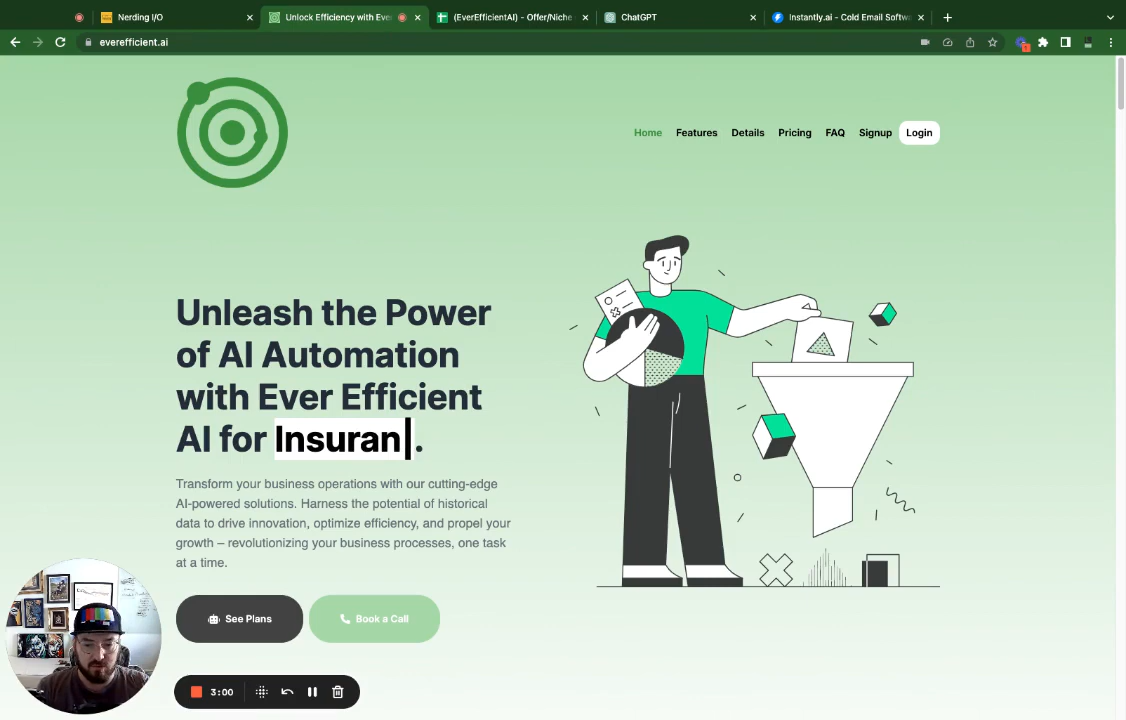 Nerding I/O
Unlock Efficiency with Eve
(EverEfficientAI) - Offer/Niche
ChatGPT
Instantly.ai - Cold Email Softw
everefficient.ai
Home Features Details Pricing FAQ Signup Login
Unleash the Power
of AI Automation
with Ever Efficient
AI for Insuran|.
Transform your business operations with our cutting-edge
AI-powered solutions. Harness the potential of historical
data to drive innovation, optimize efficiency, and propel your
growth – revolutionizing your business processes, one task
at a time.
See Plans
Book a Call
3:00